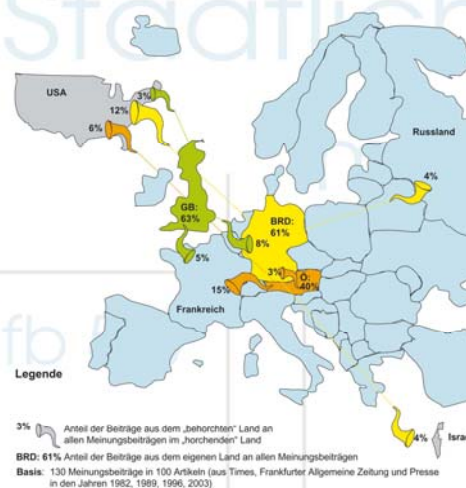 Staatlich
USA
3%
12%
6%
Russland
4%
GB:
63%
BRD:
61%
8%
5%
3%
Ö:
40%
15%
Frankreich
fb
Legende
4%
3% Anteil der Beiträge aus dem „behorchten“ Land an
allen Meinungsbeiträgen im „horchenden“ Land
BRD: 61% Anteil der Beiträge aus dem eigenen Land an allen Meinungsbeiträgen
Basis: 130 Meinungsbeiträge in 100 Artikeln (aus Times, Frankfurter Allgemeine Zeitung und Presse
in den Jahren 1982, 1989, 1996, 2003)